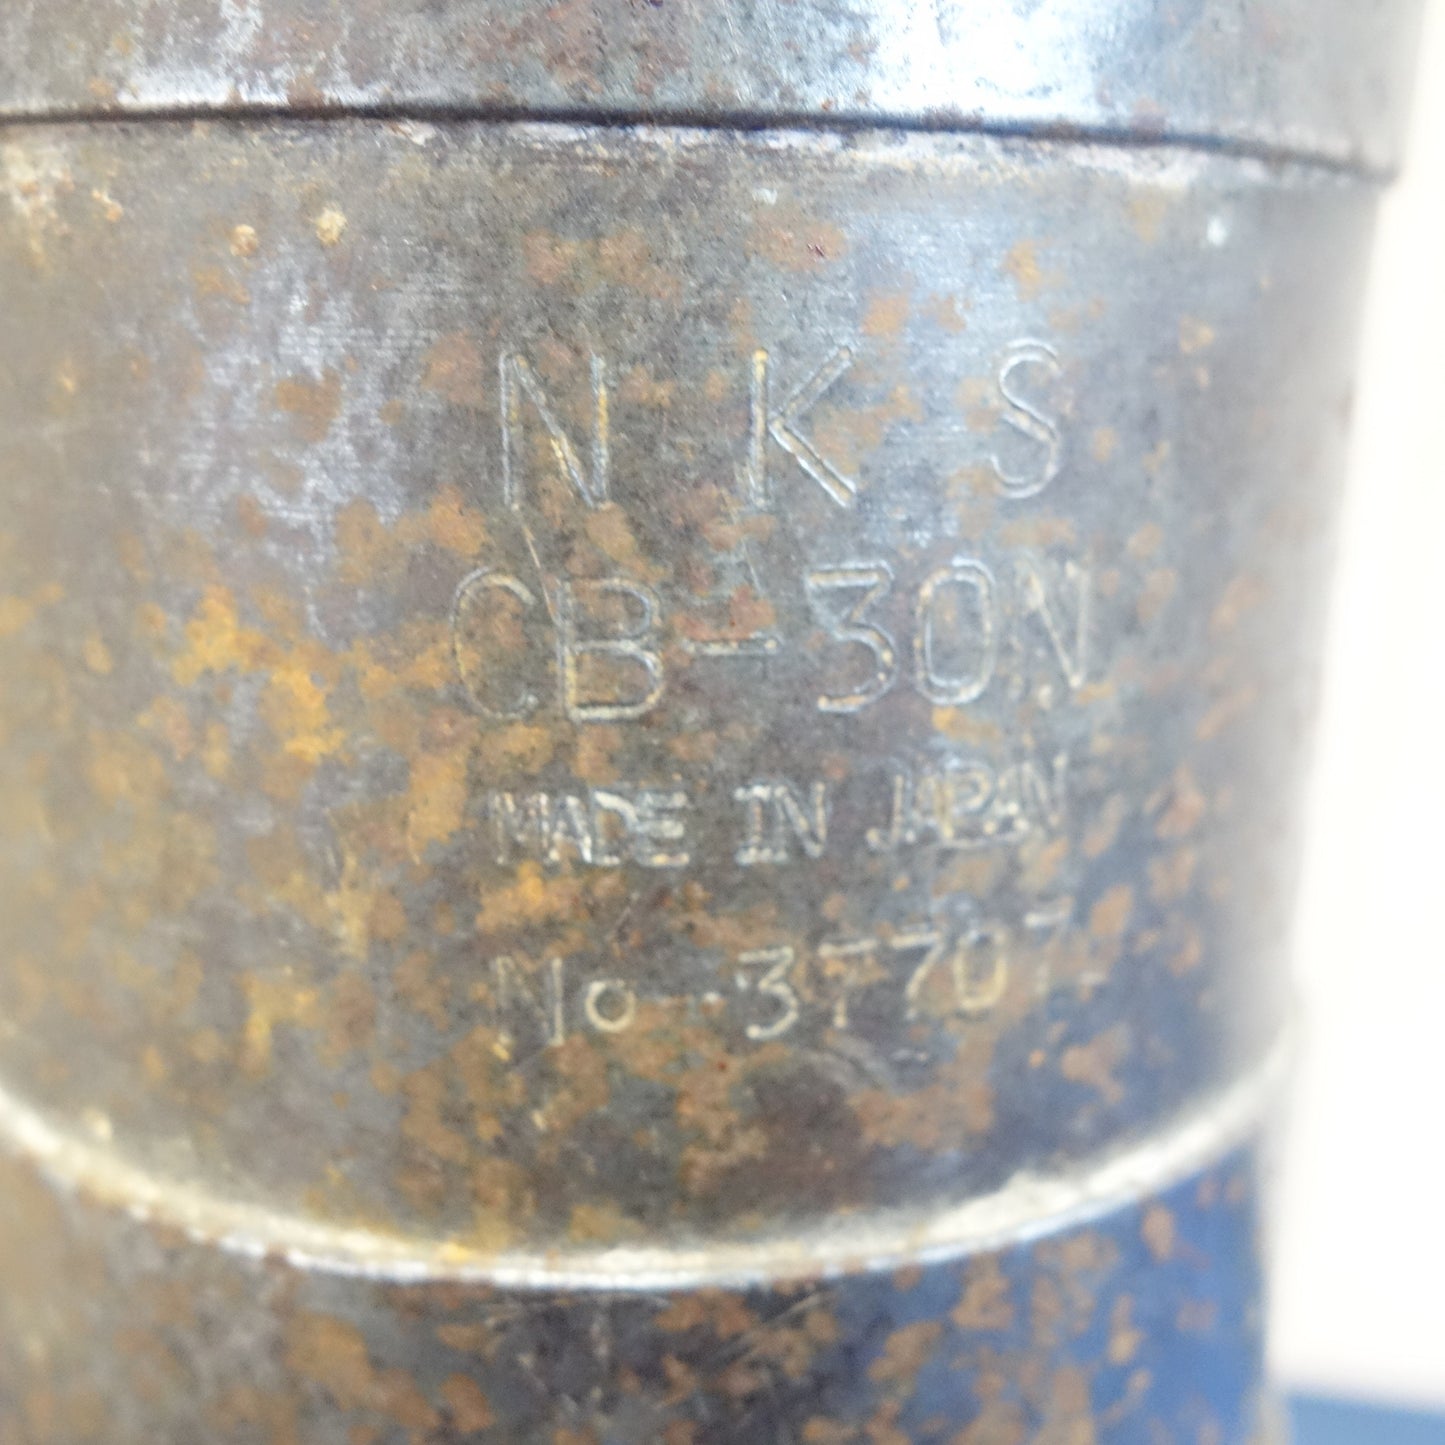 N K S
CB-30N
MADE IN JAPAN
No-37707